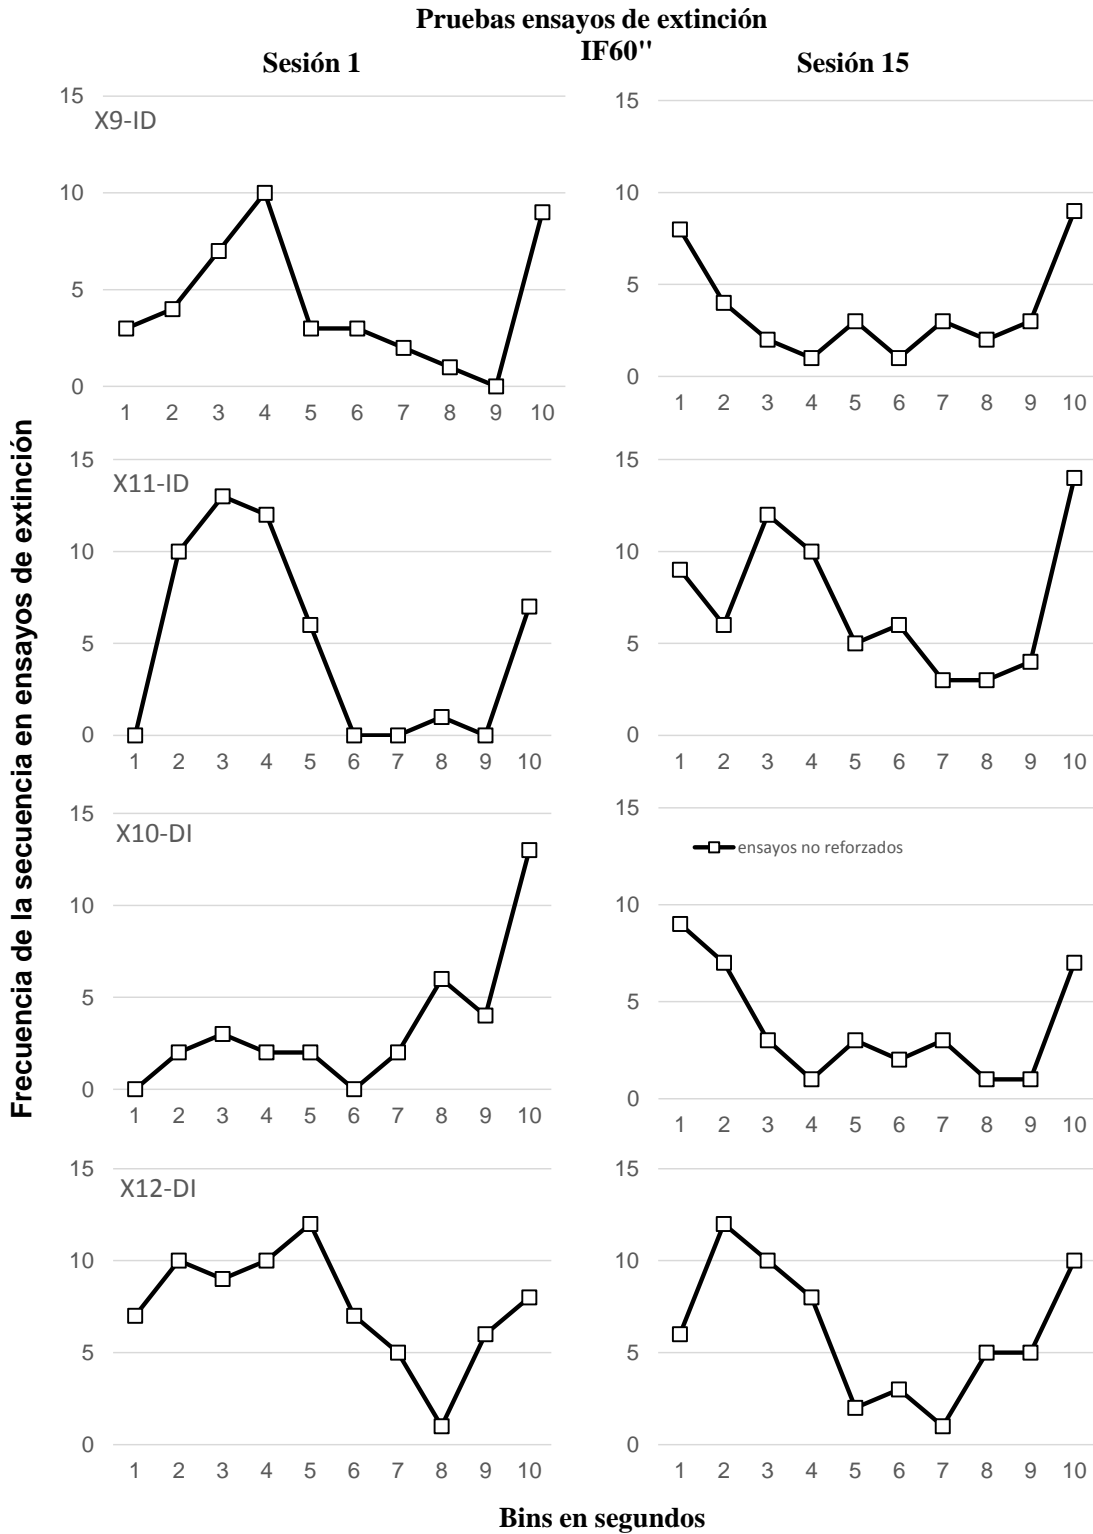 Pruebas ensayos de extinción
IF60"
Sesión 1
Sesión 15
Frecuencia de la secuencia en ensayos de extinción
15
10
5
0
X9-ID
1 2 3 4 5 6 7 8 9 10
15
10
5
0
1 2 3 4 5 6 7 8 9 10
15
10
5
0
X11-ID
1 2 3 4 5 6 7 8 9 10
15
10
5
0
1 2 3 4 5 6 7 8 9 10
15
10
5
0
X10-DI
1 2 3 4 5 6 7 8 9 10
15
10
5
0
ensayos no reforzados
1 2 3 4 5 6 7 8 9 10
15
10
5
0
X12-DI
1 2 3 4 5 6 7 8 9 10
15
10
5
0
1 2 3 4 5 6 7 8 9 10
Bins en segundos